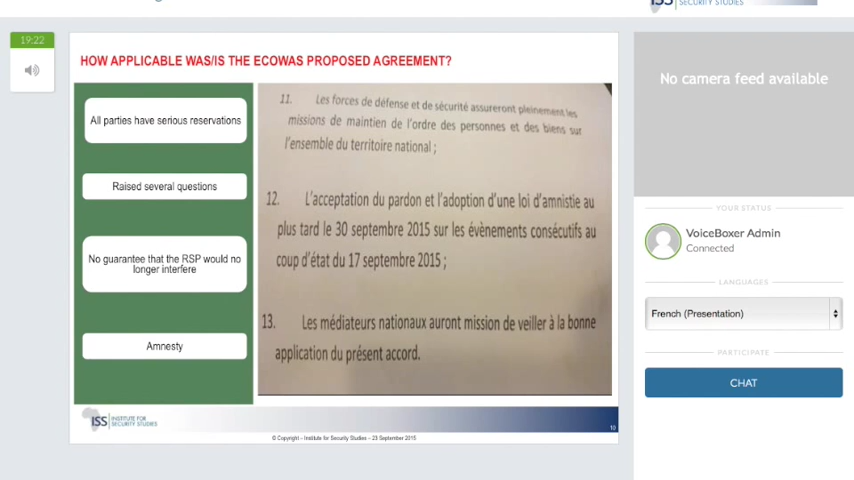 SECURITY STUDIES
19:22
HOW APPLICABLE WAS/IS THE ECOWAS PROPOSED AGREEMENT?
All parties have serious reservations
Raised several questions
No guarantee that the RSP would no
longer interfere
Amnesty
11. Les forces de défense et de sécurité assureront pleinement les
missions de maintien de l'ordre des personnes et des biens sur
l'ensemble du territoire national ;
12. L'acceptation du pardon et l'adoption d'une loi d'amnistie au
plus tard le 30 septembre 2015 sur les évènements consécutifs au
coup d'état du 17 septembre 2015 ;
13. Les médiateurs nationaux auront mission de veiller à la bonne
application du présent accord.
ISS INSTITUTE FOR
SECURITY STUDIES
10
© Copyright – Institute for Security Studies – 23 September 2015
No camera feed available
YOUR STATUS
VoiceBoxer Admin
Connected
LANGUAGES
French (Presentation)
PARTICIPATE
CHAT